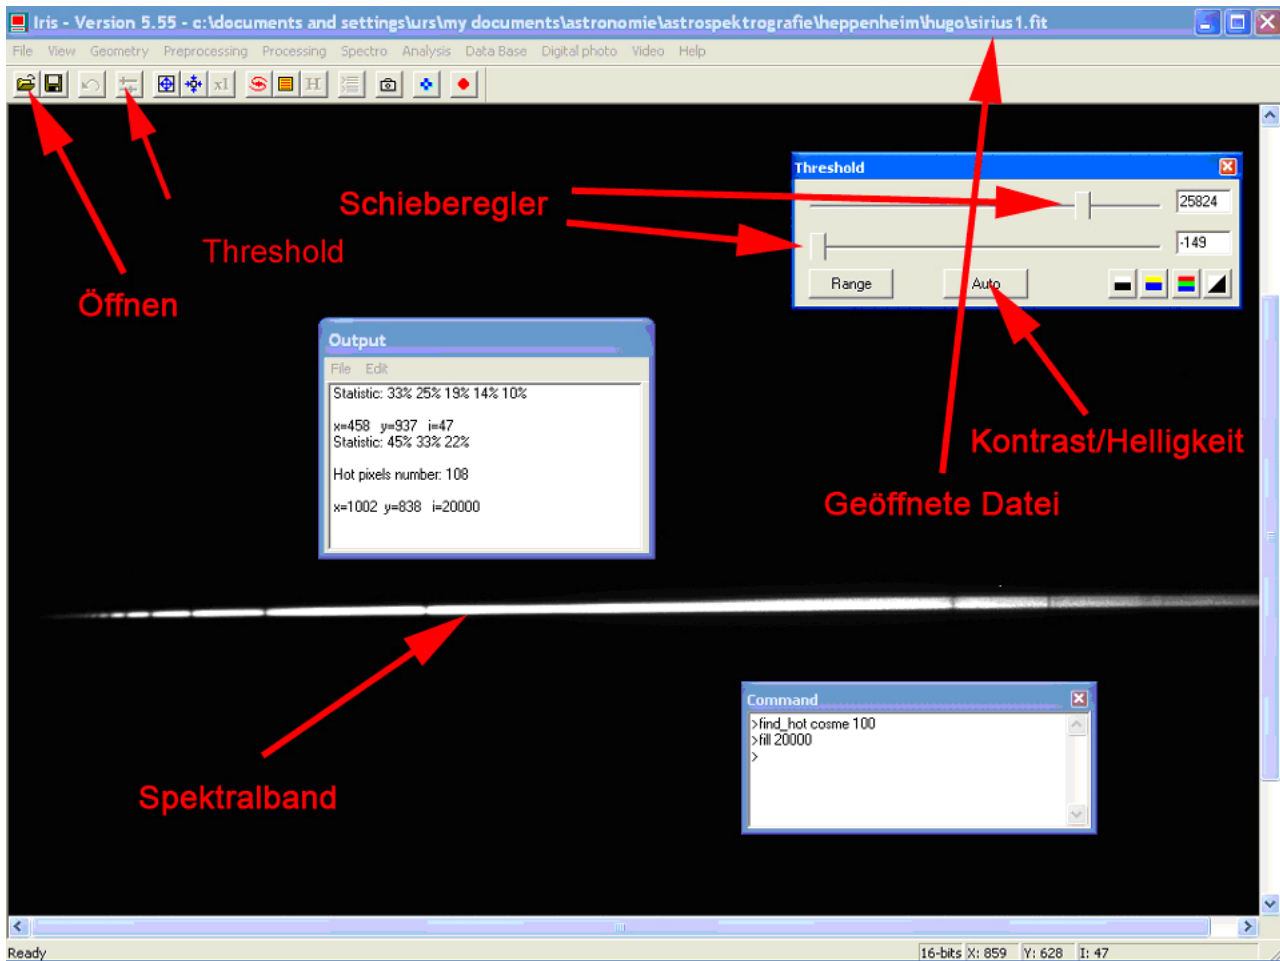 Iris - Version 5.55 - c:\documents and settings\urs\my documents\astronomie\astrospektrografie\heppenheim\hugo\sirius1.fit
File View Geometry Preprocessing Processing Spectro Analysis Data Base Digital photo Video Help
x1 H
Threshold
25824
-149
Range Auto
Schieberegler
Threshold
Öffnen
Output
File Edit
Statistic: 33% 25% 19% 14% 10%
x=458 y=937 i=47
Statistic: 45% 33% 22%
Hot pixels number: 108
x=1002 y=838 i=20000
Kontrast/Helligkeit
Geöffnete Datei
Command
>find_hot cosme 100
>fill 20000
>
Spektralband
Ready
16-bits X: 859 Y: 628 I: 47